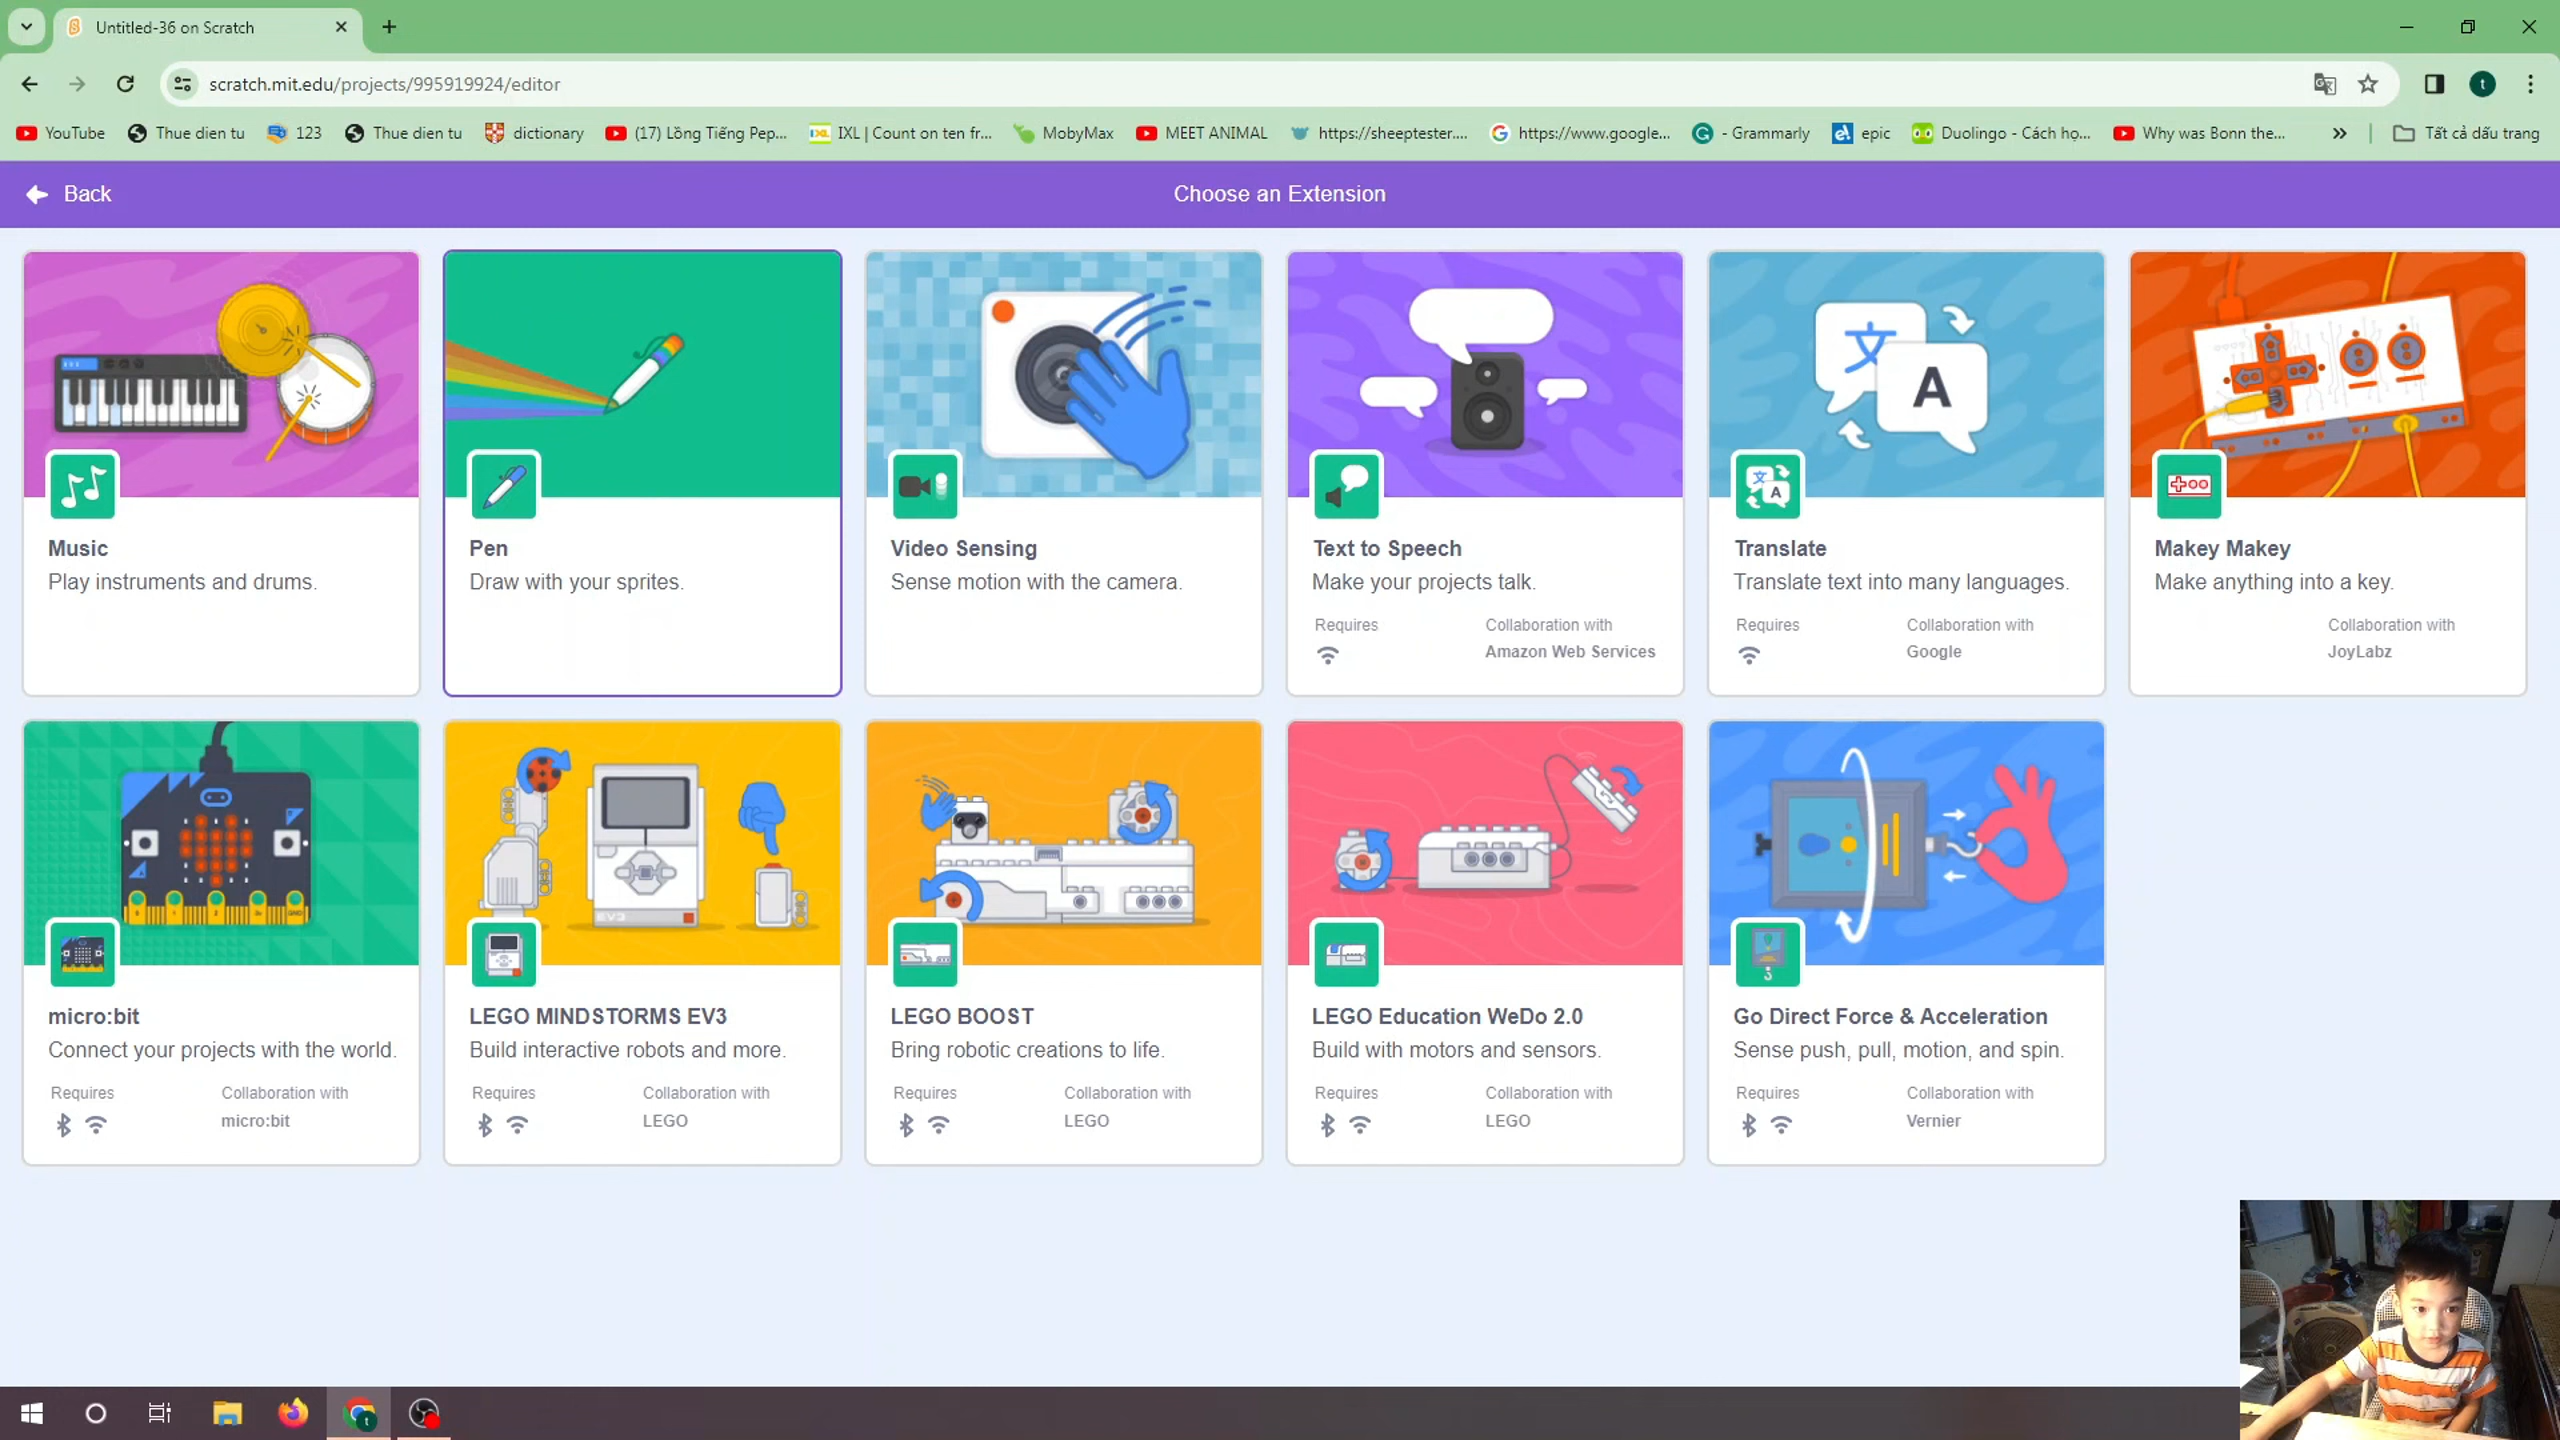 Untitled-36 on Scratch
scratch.mit.edu/projects/995919924/editor
t
YouTube
Thue dien tu
123
Thue dien tu
dictionary
(17) Lồng Tiếng Pep...
IXL | Count on ten fr...
MobyMax
MEET ANIMAL
https://sheeptester....
https://www.google...
- Grammarly
epic
Duolingo - Cách họ...
Why was Bonn the...
Tất cả dấu trang
Back
Choose an Extension
Music
Play instruments and drums.
Pen
Draw with your sprites.
Video Sensing
Sense motion with the camera.
文
A
Text to Speech
Make your projects talk.
Requires
Collaboration with
Amazon Web Services
Translate
Translate text into many languages.
Requires
Collaboration with
Google
Makey Makey
Make anything into a key.
Collaboration with
JoyLabz
EV3
micro:bit
Connect your projects with the world.
Requires
Collaboration with
micro:bit
LEGO MINDSTORMS EV3
Build interactive robots and more.
Requires
Collaboration with
LEGO
LEGO BOOST
Bring robotic creations to life.
Requires
Collaboration with
LEGO
LEGO Education WeDo 2.0
Build with motors and sensors.
Requires
Collaboration with
LEGO
Go Direct Force & Acceleration
Sense push, pull, motion, and spin.
Requires
Collaboration with
Vernier